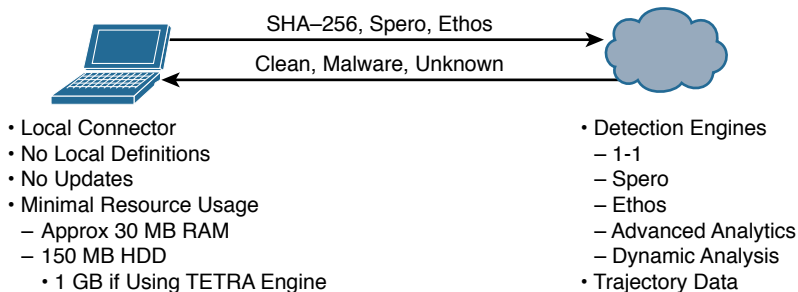 SHA–256, Spero, Ethos
Clean, Malware, Unknown
• Local Connector
• No Local Definitions
• No Updates
• Minimal Resource Usage
– Approx 30 MB RAM
– 150 MB HDD
• 1 GB if Using TETRA Engine
• Detection Engines
– 1-1
– Spero
– Ethos
– Advanced Analytics
– Dynamic Analysis
• Trajectory Data